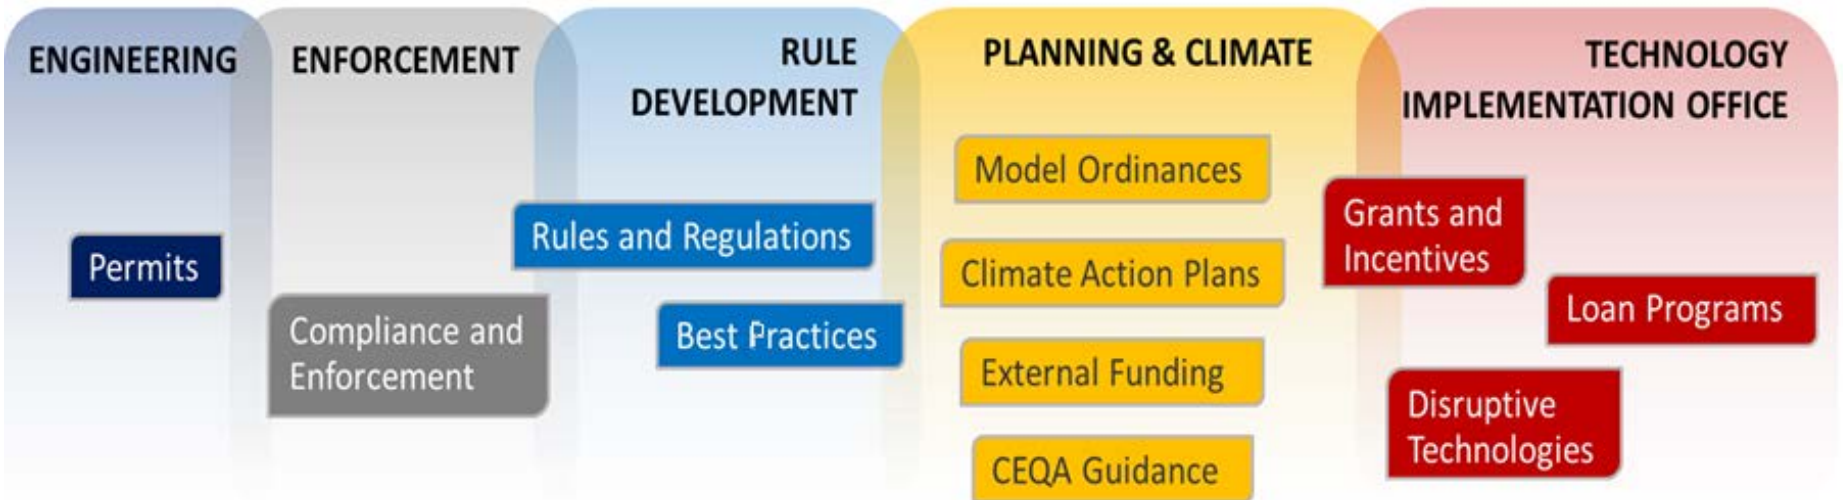 ENGINEERING
Permits
ENFORCEMENT
Compliance and
Enforcement
RULE
DEVELOPMENT
Rules and Regulations
Best Practices
PLANNING & CLIMATE
Model Ordinances
Climate Action Plans
External Funding
CEQA Guidance
TECHNOLOGY
IMPLEMENTATION OFFICE
Grants and
Incentives
Loan Programs
Disruptive
Technologies